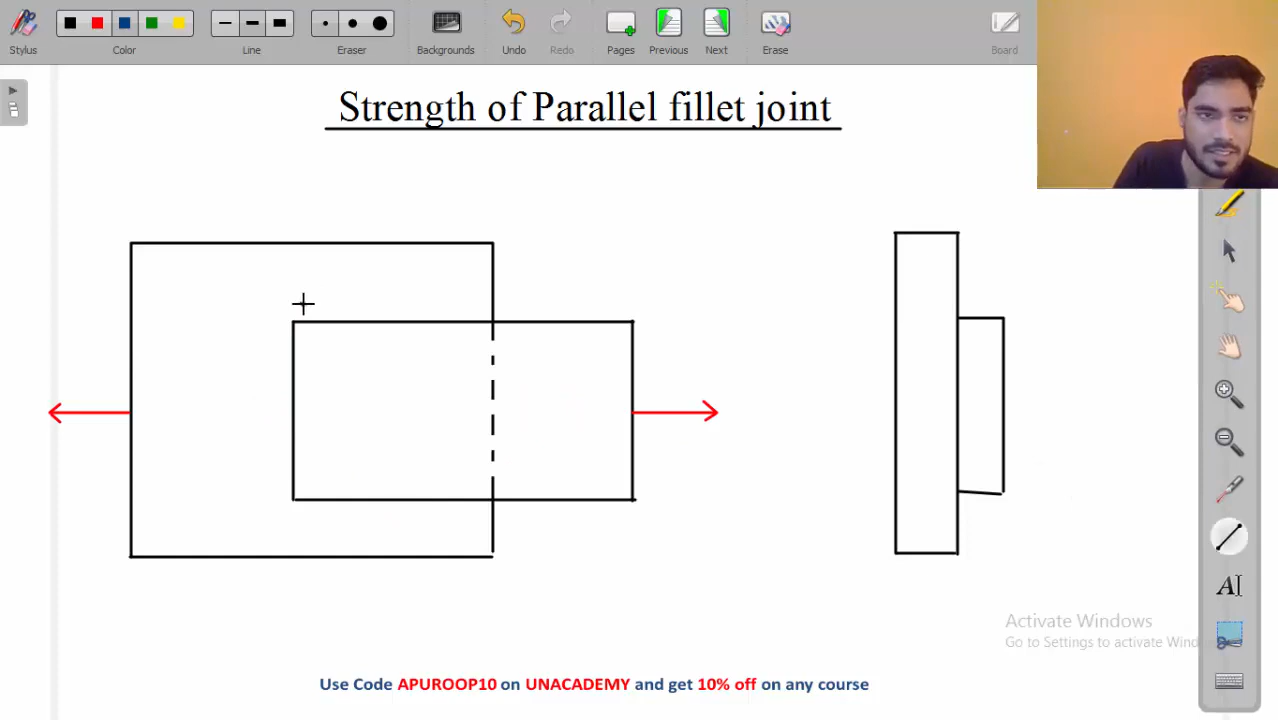 Stylus
Color
Line
Eraser
Backgrounds
Undo
Redo
Pages
Previous
Next
Erase
Board
Strength of Parallel fillet joint
A
Activate Windows
Go to Settings to activate
Use Code APUROOP10 on UNACADEMY and get 10% off on any course